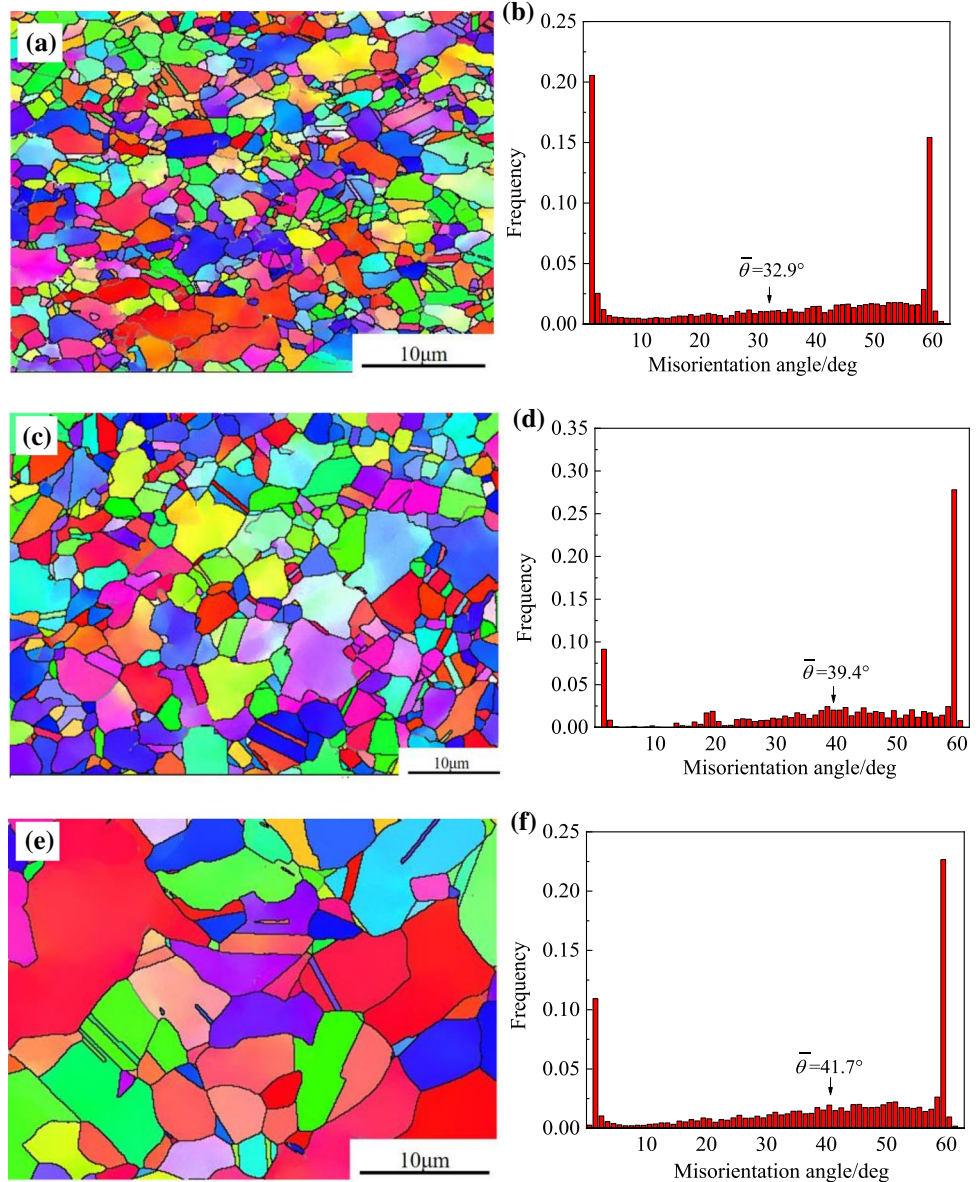 (a)
10μm
(b)
0.25
0.20
0.15
0.10
0.05
0.00
Frequency
θ̅=32.9°
10 20 30 40 50 60
Misorientation angle/deg
(c)
10μm
(d)
0.35
0.30
0.25
0.20
0.15
0.10
0.05
0.00
Frequency
θ̅=39.4°
10 20 30 40 50 60
Misorientation angle/deg
(e)
10μm
(f)
0.25
0.20
0.15
0.10
0.05
0.00
Frequency
θ̅=41.7°
10 20 30 40 50 60
Misorientation angle/deg